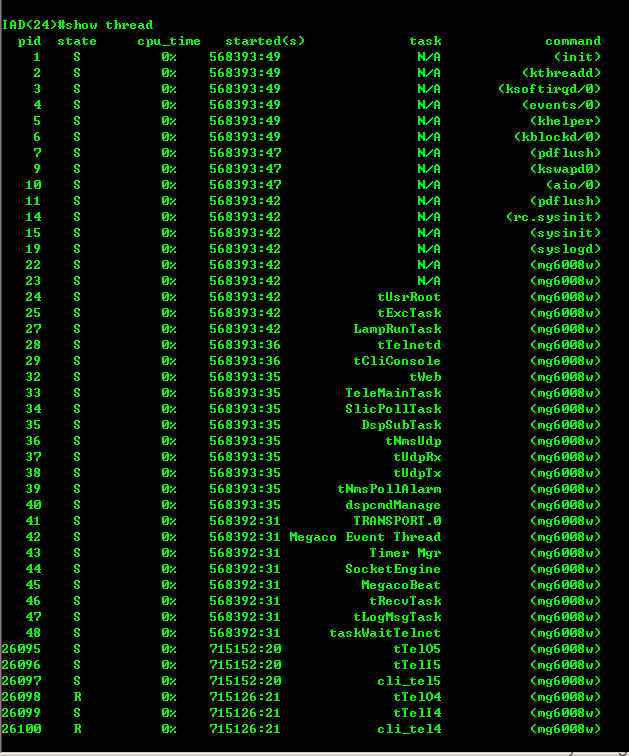 IAD(24)#show thread
pid state cpu_time started(s) task command
1 S 0% 568393:49 N/A (init)
2 S 0% 568393:49 N/A (kthreadd)
3 S 0% 568393:49 N/A (ksoftirqd/0)
4 S 0% 568393:49 N/A (events/0)
5 S 0% 568393:49 N/A (khelper)
6 S 0% 568393:49 N/A (kblockd/0)
7 S 0% 568393:47 N/A (pdflush)
9 S 0% 568393:47 N/A (kswapd0)
10 S 0% 568393:47 N/A (aio/0)
11 S 0% 568393:42 N/A (pdflush)
14 S 0% 568393:42 N/A (rc.sysinit)
15 S 0% 568393:42 N/A (sysinit)
19 S 0% 568393:42 N/A (syslogd)
22 S 0% 568393:42 N/A (mg6008w)
23 S 0% 568393:42 N/A (mg6008w)
24 S 0% 568393:42 tUsrRoot (mg6008w)
25 S 0% 568393:42 tExcTask (mg6008w)
27 S 0% 568393:42 LampRunTask (mg6008w)
28 S 0% 568393:36 tTelnetd (mg6008w)
29 S 0% 568393:36 tCliConsole (mg6008w)
32 S 0% 568393:35 tWeb (mg6008w)
33 S 0% 568393:35 TeleMainTask (mg6008w)
34 S 0% 568393:35 SlicPollTask (mg6008w)
35 S 0% 568393:35 DspSubTask (mg6008w)
36 S 0% 568393:35 tNmsUdp (mg6008w)
37 S 0% 568393:35 tUdpRx (mg6008w)
38 S 0% 568393:35 tUdpTx (mg6008w)
39 S 0% 568393:35 tNmsPollAlarm (mg6008w)
40 S 0% 568393:35 dspcmdManage (mg6008w)
41 S 0% 568392:31 TRANSPORT.0 (mg6008w)
42 S 0% 568392:31 Megaco Event Thread (mg6008w)
43 S 0% 568392:31 Timer Mgr (mg6008w)
44 S 0% 568392:31 SocketEngine (mg6008w)
45 S 0% 568392:31 MegacoBeat (mg6008w)
46 S 0% 568392:31 tRecvTask (mg6008w)
47 S 0% 568392:31 tLogMsgTask (mg6008w)
48 S 0% 568392:31 taskWaitTelnet (mg6008w)
26095 S 0% 715152:20 tTelO5 (mg6008w)
26096 S 0% 715152:20 tTelI5 (mg6008w)
26097 S 0% 715152:20 cli_tel5 (mg6008w)
26098 R 0% 715126:21 tTelO4 (mg6008w)
26099 S 0% 715126:21 tTelI4 (mg6008w)
26100 R 0% 715126:21 cli_tel4 (mg6008w)